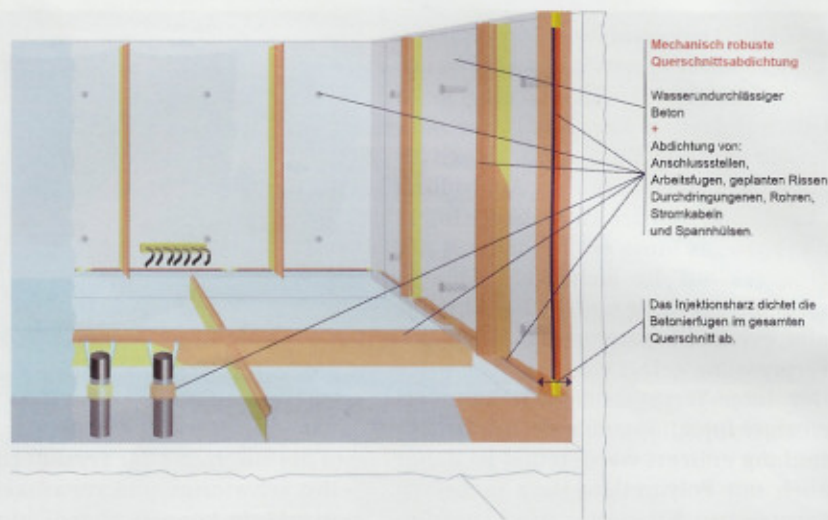 Mechanisch robuste
Querschnittsabdichtung
Wasserundurchlässiger
Beton
+
Abdichtung von:
Anschlussstellen,
Arbeitsfugen, geplanten Rissen
Durchdringungenen, Rohren,
Stromkabeln
und Spannhülsen.
Das Injektionsharz dichtet die
Betonierfugen im gesamten
Querschnitt ab.